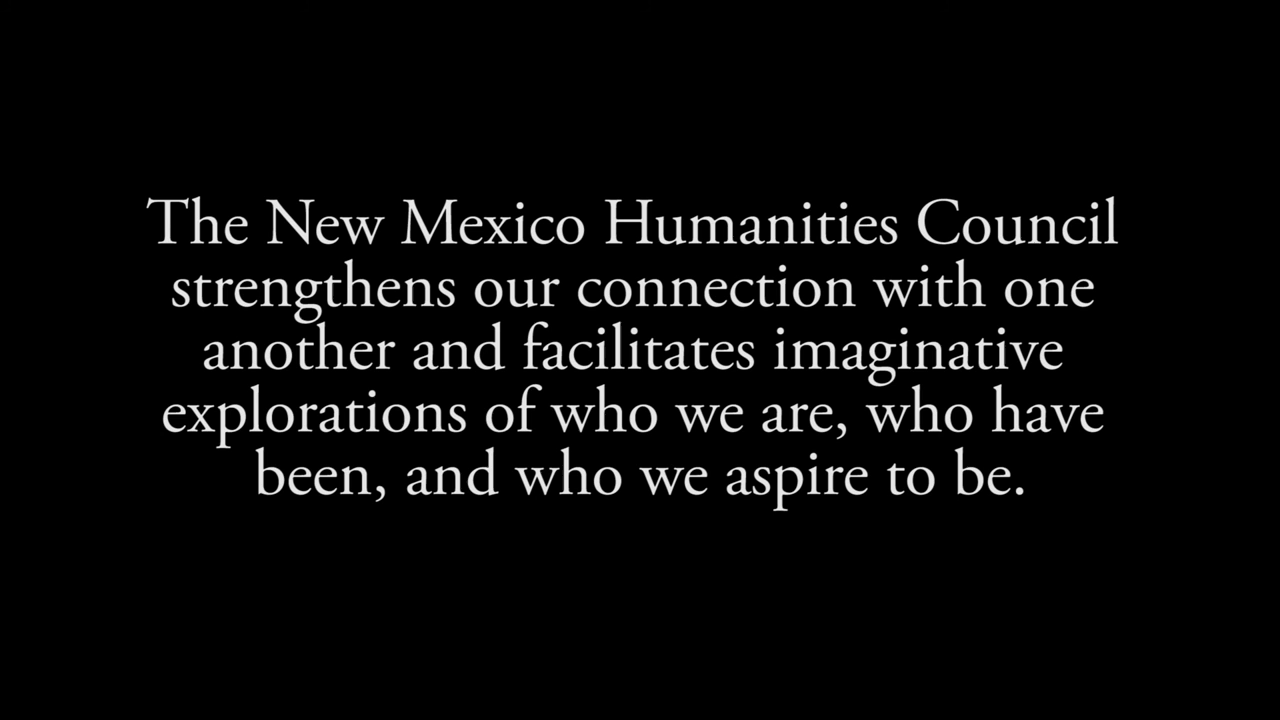 The New Mexico Humanities Council
strengthens our connection with one
another and facilitates imaginative
explorations of who we are, who have
been, and who we aspire to be.